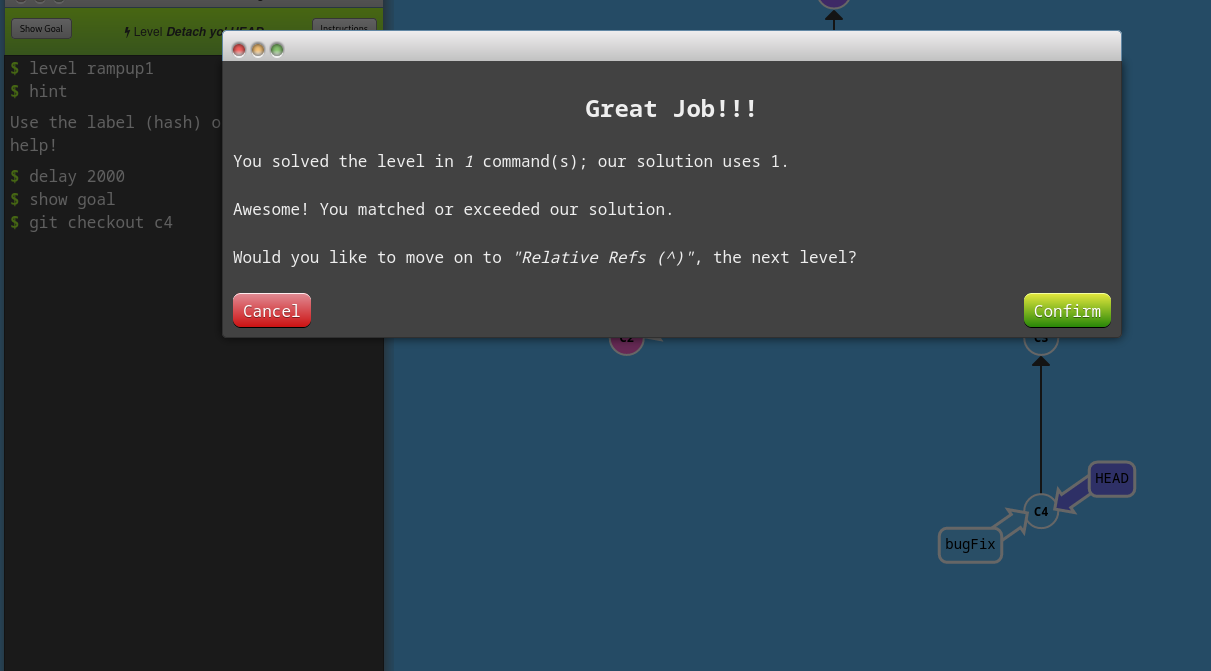 Show Goal
Level Detach yo
Instructions
$ level rampup1
$ hint
Use the label (hash) o
help!
$ delay 2000
$ show goal
$ git checkout c4
Great Job!!!
You solved the level in 1 command(s); our solution uses 1.
Awesome! You matched or exceeded our solution.
Would you like to move on to "Relative Refs (^)", the next level?
Cancel
Confirm
C2
C3
HEAD
C4
bugFix